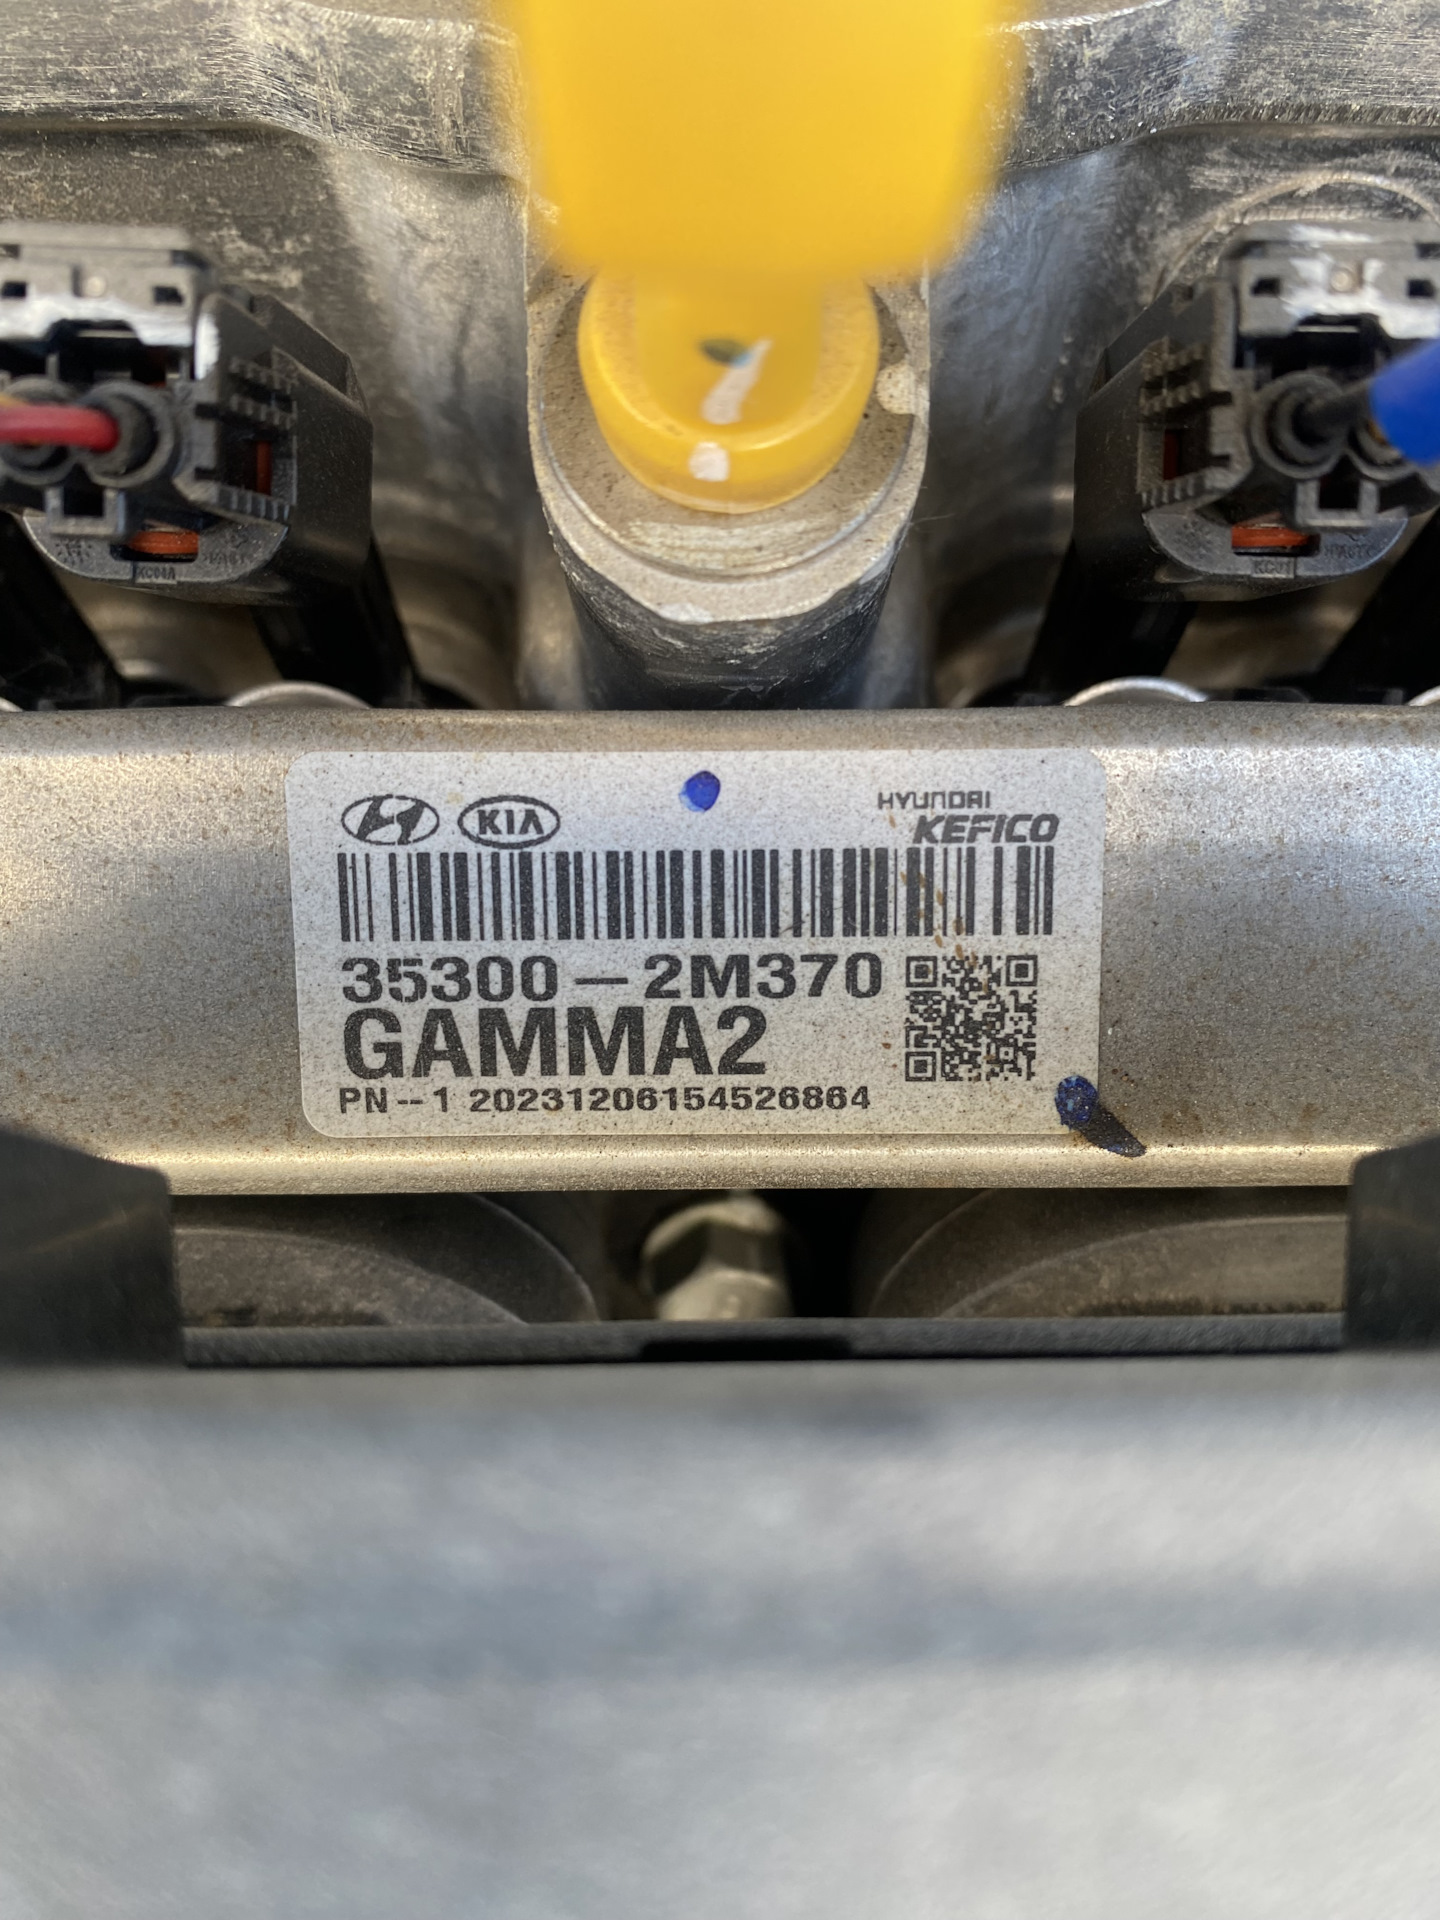 KIA
HYUNDAI
KEFICO
35300-2M370
GAMMA2
PN--1 20231206154526864